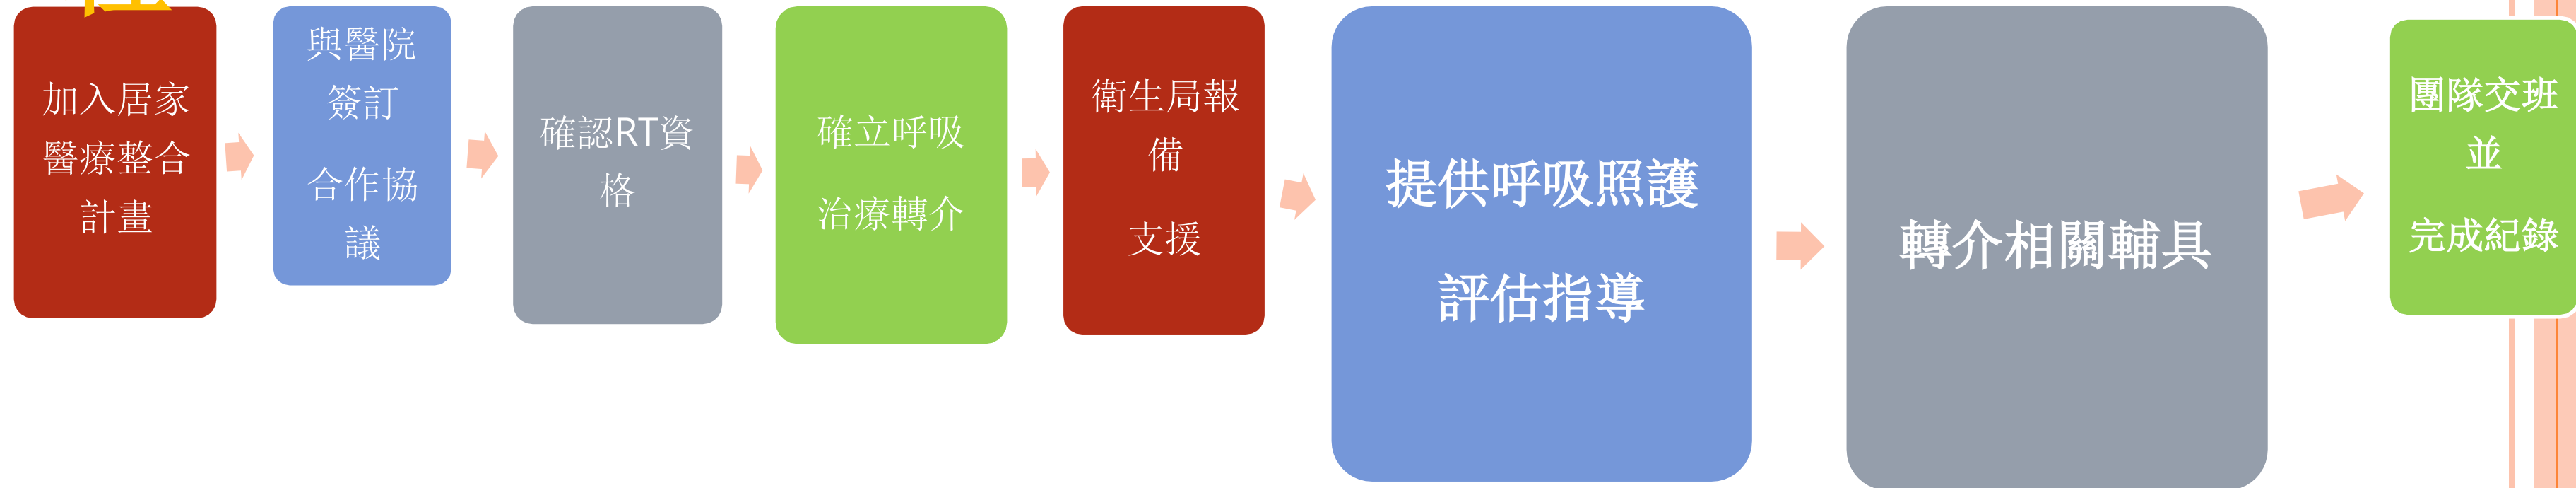 加入居家
醫療整合
計畫
與醫院
簽訂
合作協
議
確認RT資
格
確立呼吸
治療轉介
衛生局報
備
支援
提供呼吸照護
評估指導
轉介相關輔具
團隊交班
並
完成紀錄